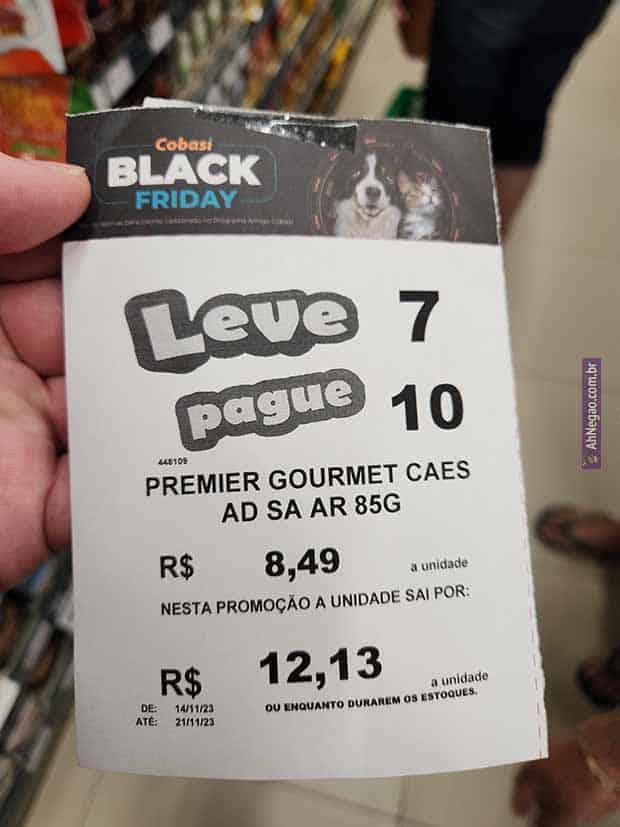 Cobasi
BLACK
FRIDAY
Leve 7
pague 10
448109
PREMIER GOURMET CAES
AD SA AR 85G
R$ 8,49 a unidade
NESTA PROMOÇÃO A UNIDADE SAI POR:
R$ 12,13 a unidade
DE: 14/11/23 OU ENQUANTO DURAREM OS ESTOQUES.
ATÉ: 21/11/23
AhNegao.com.br